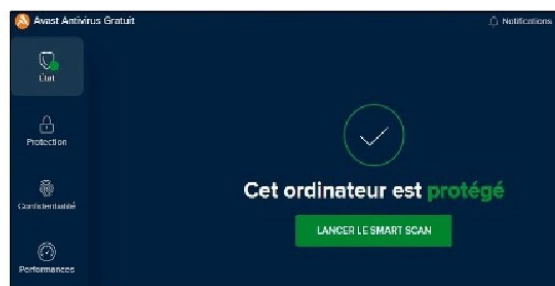 Avast Antivirus Gratuit
Notifications
État
Protection
Confidentialité
Performances
Cet ordinateur est protégé
LANCER LE SMART SCAN